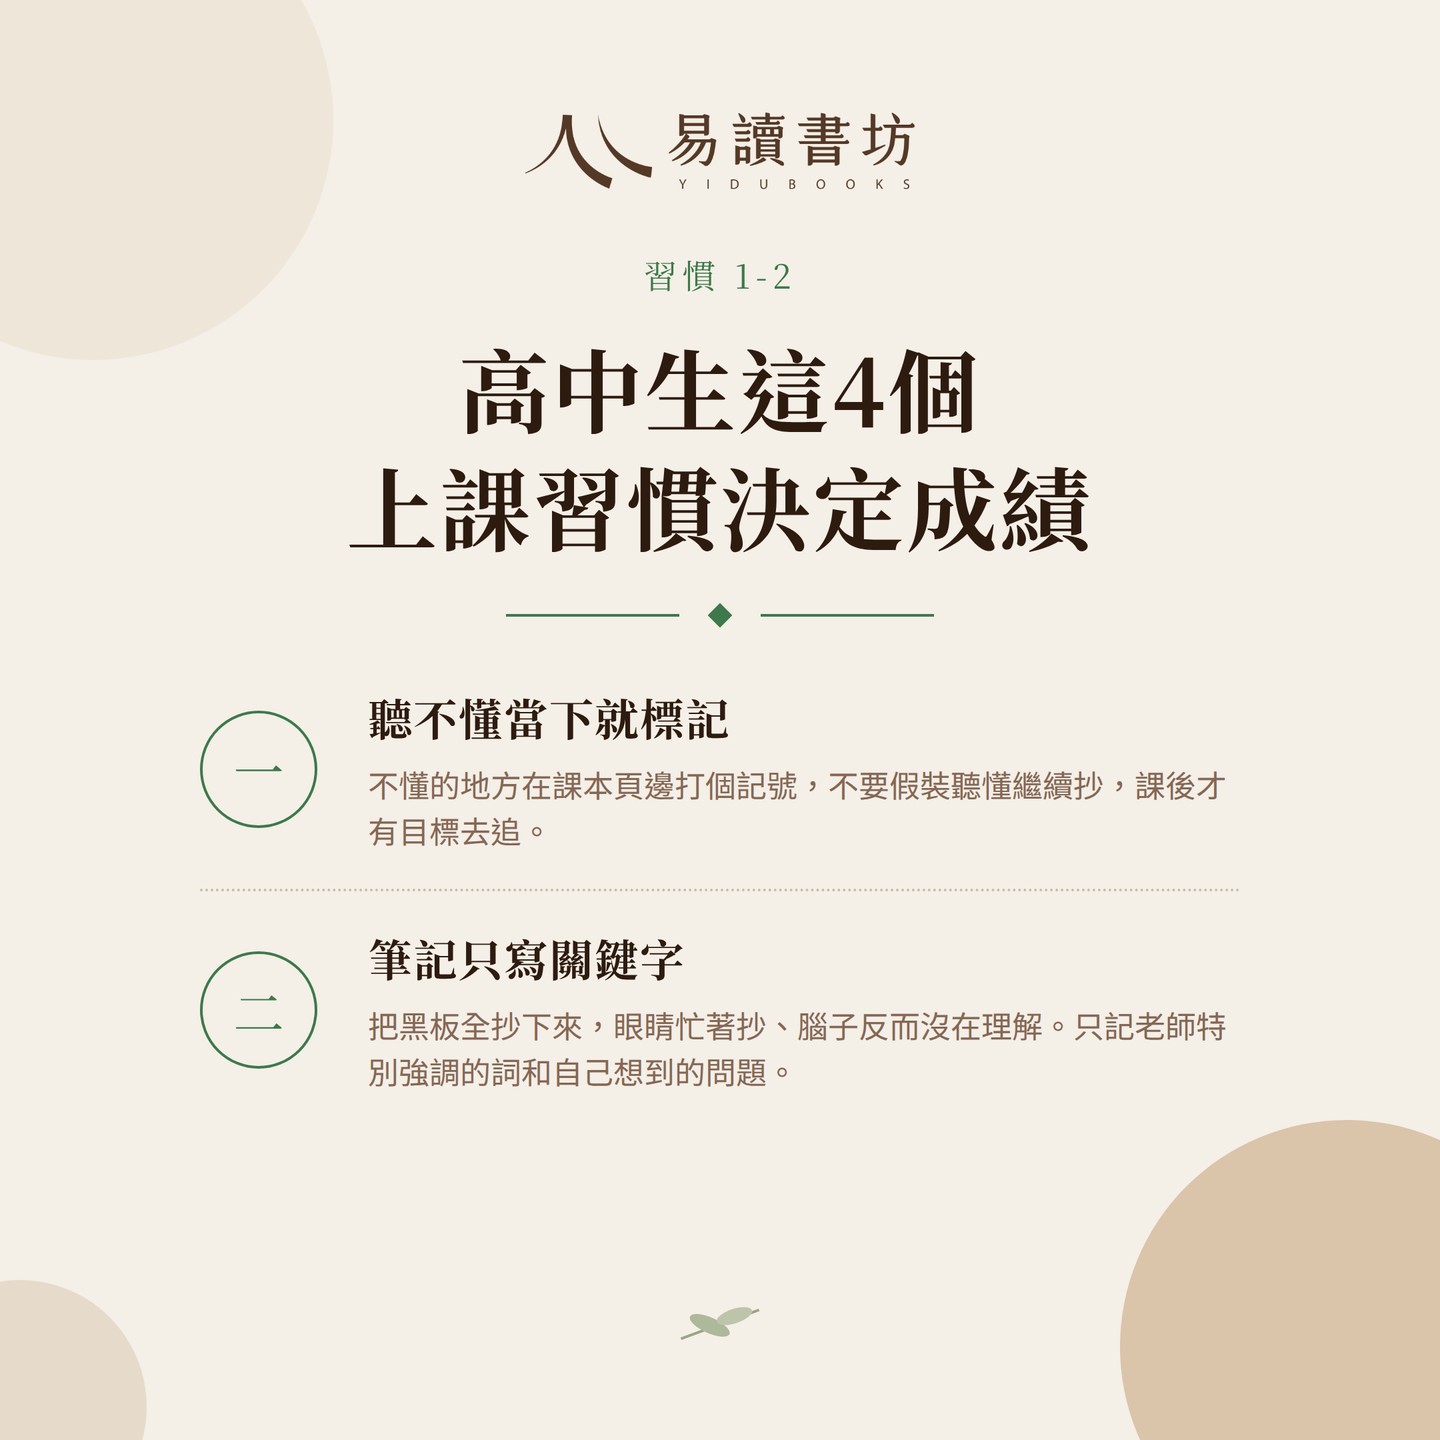 易讀書坊
YIDUBOOKS
習慣 1-2
高中生這4個
上課習慣決定成績
一
聽不懂當下就標記
不懂的地方在課本頁邊打個記號，不要假裝聽懂繼續抄，課後才
有目標去追。
二
筆記只寫關鍵字
把黑板全抄下來，眼睛忙著抄、腦子反而沒在理解。只記老師特
別強調的詞和自己想到的問題。